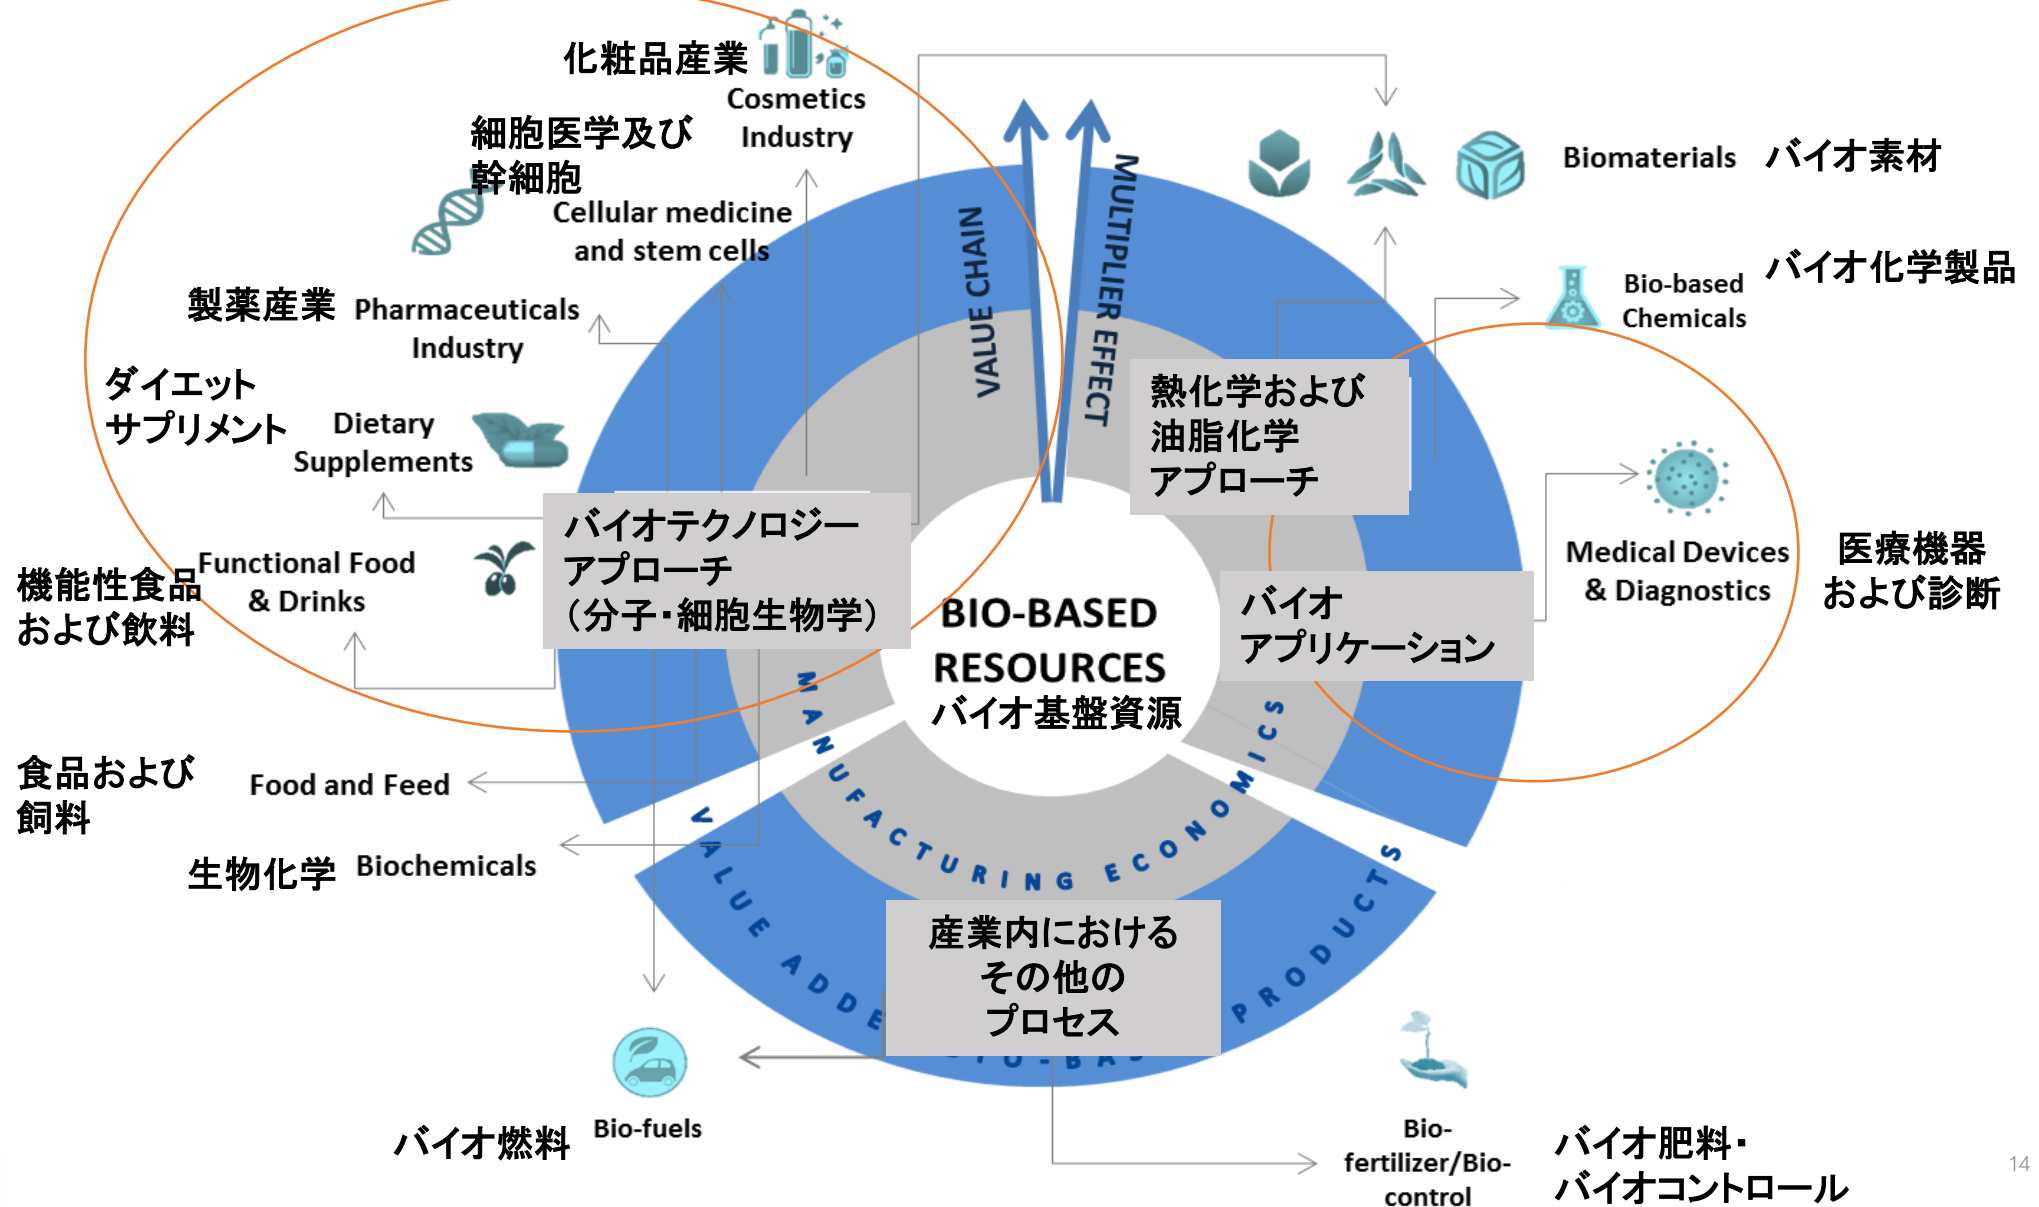 化粧品産業
Cosmetics
Industry
細胞医学及び
幹細胞
Cellular medicine
and stem cells
製薬産業
Pharmaceuticals
Industry
ダイエット
サプリメント
Dietary
Supplements
機能性食品
および飲料
Functional Food
& Drinks
食品および
飼料
Food and Feed
生物化学
Biochemicals
バイオ燃料
Bio-fuels
VALUE CHAIN
MULTIPLIER EFFECT
バイオテクノロジー
アプローチ
（分子・細胞生物学）
熱化学および
油脂化学
アプローチ
バイオ
アプリケーション
BIO-BASED
RESOURCES
バイオ基盤資源
MANUFACTURING ECONOMICS
VALUE ADDE
IO-BAS
PRODUCTS
産業内における
その他の
プロセス
Biomaterials
バイオ素材
Bio-based
Chemicals
バイオ化学製品
Medical Devices
& Diagnostics
医療機器
および診断
Bio-
fertilizer/Bio-
control
バイオ肥料・
バイオコントロール
14